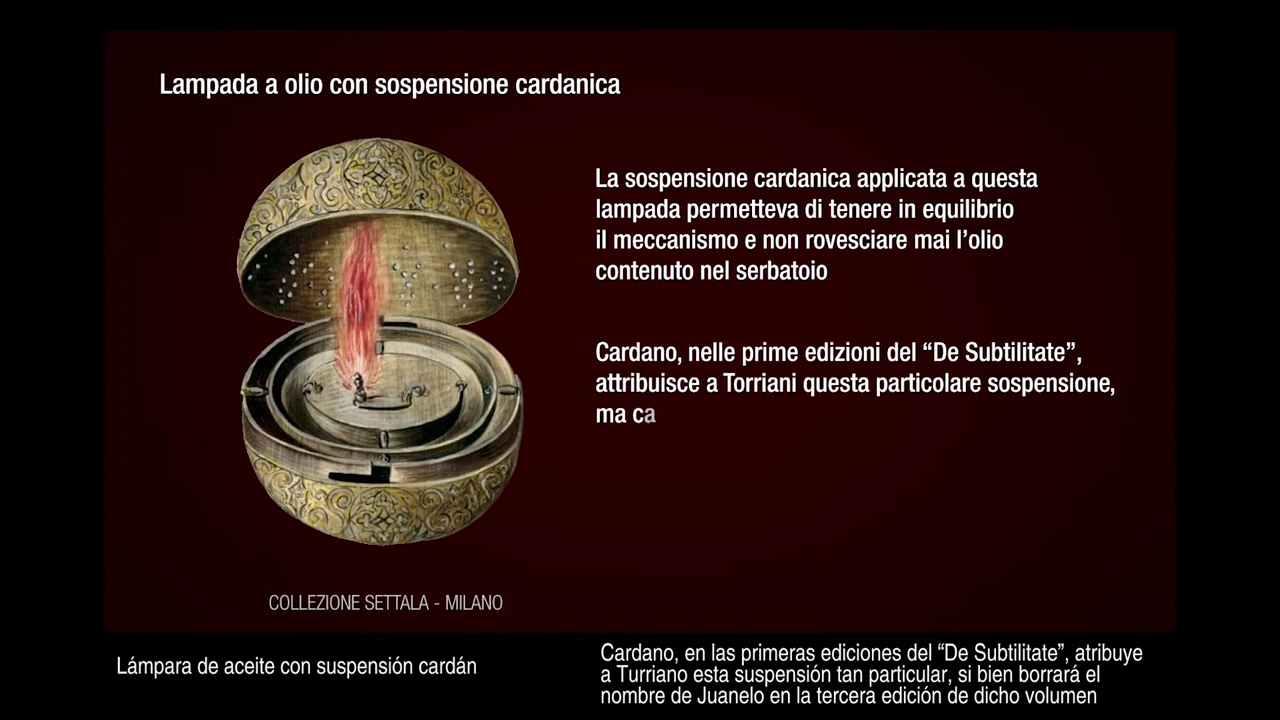 Lampada a olio con sospensione cardanica
La sospensione cardanica applicata a questa
lampada permetteva di tenere in equilibrio
il meccanismo e non rovesciare mai l’olio
contenuto nel serbatoio
Cardano, nelle prime edizioni del “De Subtilitate”,
attribuisce a Torriani questa particolare sospensione,
ma ca
COLLEZIONE SETTALA - MILANO
Lámpara de aceite con suspensión cardán
Cardano, en las primeras ediciones del “De Subtilitate”, atribuye
a Turriano esta suspensión tan particular, si bien borrará el
nombre de Juanelo en la tercera edición de dicho volumen